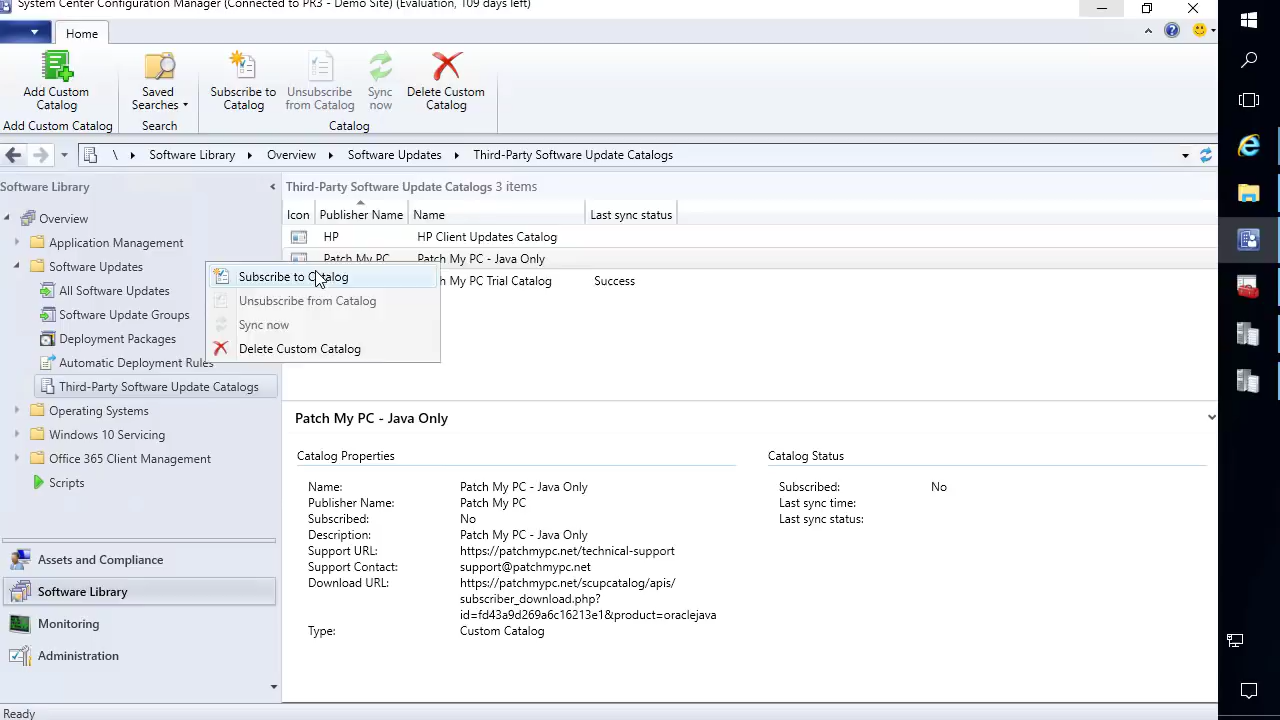 System Center Configuration Manager (Connected to PR3 - Demo Site) (Evaluation, 109 days left)
Home
Add Custom Catalog
Saved Searches
Subscribe to Catalog
Unsubscribe from Catalog
Sync now
Delete Custom Catalog
Add Custom Catalog
Search
Catalog
\ Software Library Overview Software Updates Third-Party Software Update Catalogs
Software Library
Overview
Application Management
Software Updates
All Software Updates
Software Update Groups
Deployment Packages
Automatic Deployment Rules
Third-Party Software Update Catalogs
Operating Systems
Windows 10 Servicing
Office 365 Client Management
Scripts
Assets and Compliance
Software Library
Monitoring
Administration
Third-Party Software Update Catalogs 3 items
Icon Publisher Name Name Last sync status
HP HP Client Updates Catalog
Patch My PC Patch My PC - Java Only
My PC Trial Catalog Success
Subscribe to Catalog
Unsubscribe from Catalog
Sync now
Delete Custom Catalog
Patch My PC - Java Only
Catalog Properties
Name: Patch My PC - Java Only
Publisher Name: Patch My PC
Subscribed: No
Description: Patch My PC - Java Only
Support URL: https://patchmypc.net/technical-support
Support Contact: support@patchmypc.net
Download URL: https://patchmypc.net/scupcatalog/apis/
subscriber_download.php?
id=fd43a9d269a6c16213e1&product=oraclejava
Type: Custom Catalog
Catalog Status
Subscribed: No
Last sync time:
Last sync status:
Ready